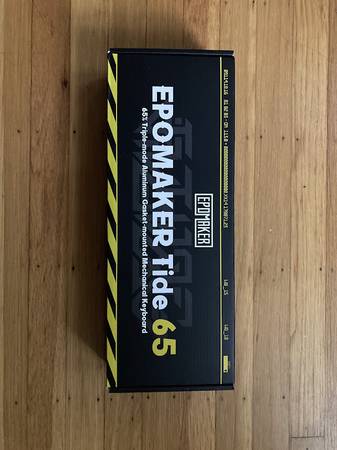 EPOMAKER
EPOMAKER Tide 65
65% Triple-mode Aluminum Gasket-mounted Mechanical Keyboard